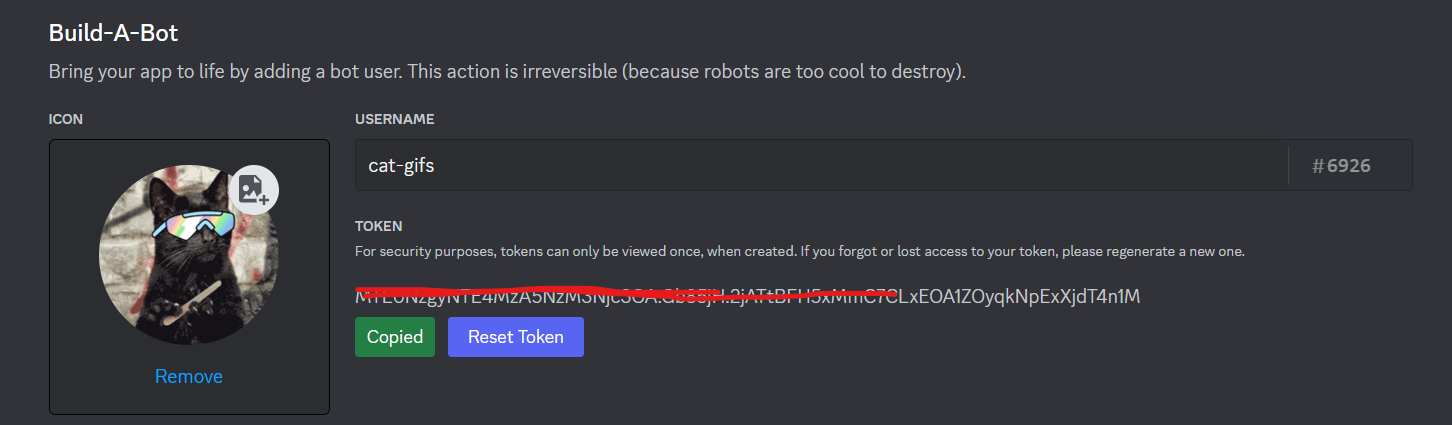 Build-A-Bot
Bring your app to life by adding a bot user. This action is irreversible (because robots are too cool to destroy).
ICON
USERNAME
cat-gifs
#6926
TOKEN
For security purposes, tokens can only be viewed once, when created. If you forgot or lost access to your token, please regenerate a new one.
Copied
Reset Token
Remove